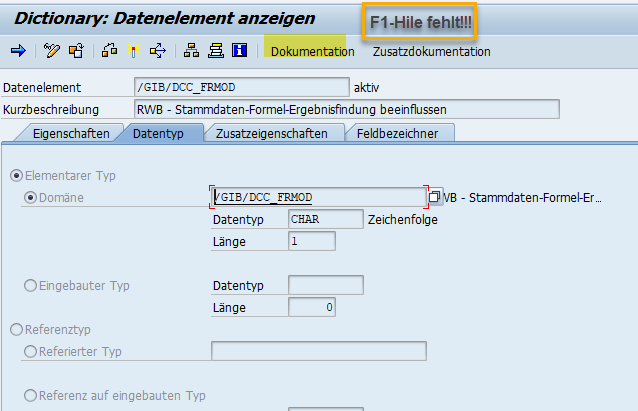 Dictionary: Datenelement anzeigen
F1-Hile fehlt!!!
Dokumentation Zusatzdokumentation
Datenelement /GIB/DCC_FRMOD aktiv
Kurzbeschreibung RWB - Stammdaten-Formel-Ergebnisfindung beeinflussen
Eigenschaften Datentyp Zusatzeigenschaften Feldbezeichner
Elementarer Typ
Domäne /GIB/DCC_FRMOD WB - Stammdaten-Formel-Er...
Datentyp CHAR Zeichenfolge
Länge 1
Eingebauter Typ Datentyp
Länge 0
Referenztyp
Referierter Typ
Referenz auf eingebauten Typ
Datentyp